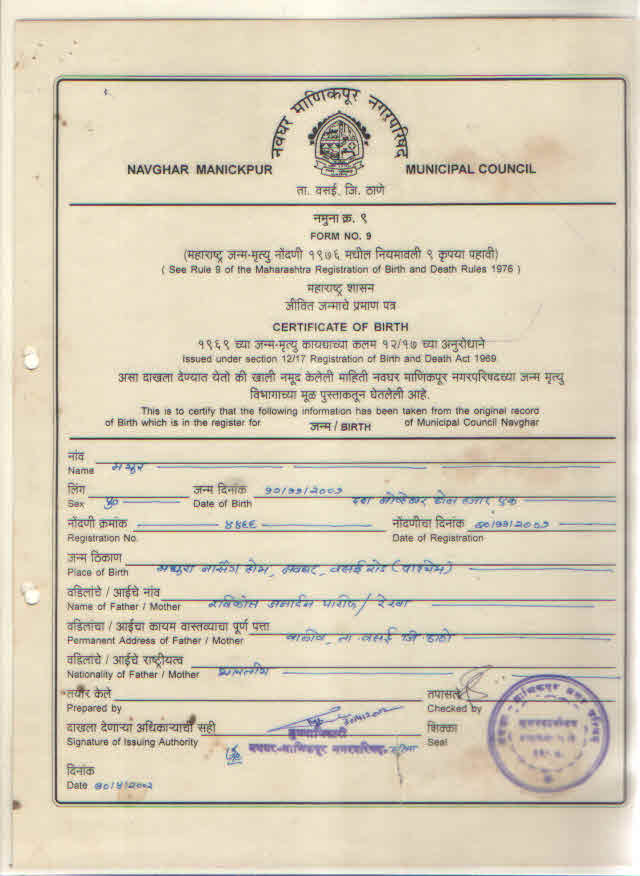 नवघर माणिकपूर नगरपरिषद
NAVGHAR MANICKPUR MUNICIPAL COUNCIL
ता. वसई, जि. ठाणे
नमुना क्र. ९
FORM NO. 9
(महाराष्ट्र जन्म-मृत्यु नोंदणी १९७६ मधील नियमावली ९ कृपया पहावी)
( See Rule 9 of the Maharashtra Registration of Birth and Death Rules 1976 )
महाराष्ट्र शासन
जीवित जन्माचे प्रमाण पत्र
CERTIFICATE OF BIRTH
१९६९ च्या जन्म-मृत्यु कायद्याच्या कलम १२/१७ च्या अनुरोधाने
Issued under section 12/17 Registration of Birth and Death Act 1969.
असा दाखला देण्यात येतो की खाली नमूद केलेली माहिती नवघर माणिकपूर नगरपरिषदच्या जन्म मृत्यु
विभागाच्या मूळ पुस्तकातून घेतलेली आहे.
This is to certify that the following information has been taken from the original record
of Birth which is in the register for जन्म / BIRTH of Municipal Council Navghar
नांव
Name मयुर
लिंग पु० जन्म दिनांक १०/११/२००१ दहा नोव्हेंबर दोन हजार एक
Sex Date of Birth
नोंदणी क्रमांक ४४६६ नोंदणीचा दिनांक २०/११/२००१
Registration No. Date of Registration
जन्म ठिकाण
Place of Birth नर्सिंग होम, नवघर, वसई रोड (पश्चिम)
वडिलांचे / आईचे नांव
Name of Father / Mother जनार्दन / रेखा
वडिलांचा / आईचा कायम वास्तव्याचा पूर्ण पत्ता
Permanent Address of Father / Mother वालीव, ता. वसई जि ठाणे
वडिलांचे / आईचे राष्ट्रीयत्व
Nationality of Father / Mother भारतीय
तयार केले तपासले
Prepared by Checked by
दाखला देणाऱ्या अधिकाऱ्याची सही शिक्का
Signature of Issuing Authority Seal
मुख्याधिकारी
नवघर-माणिकपूर नगरपरिषद,
दिनांक
Date १०/४/२००२